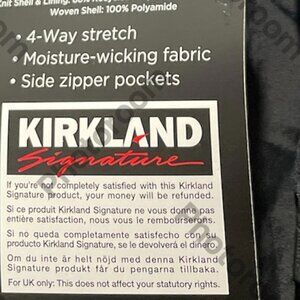 Knit Shell & Lining:
Woven Shell: 100% Polyamide
• 4-Way stretch
• Moisture-wicking fabric
• Side zipper pockets
KIRKLAND
Signature
If you're not completely satisfied with this Kirkland
Signature product, your money will be refunded.
Si ce produit Kirkland Signature ne vous donne pas
entière satisfaction, nous vous le rembourserons.
Si no queda completamente satisfecho con el
producto Kirkland Signature, se le devolverá el dinero.
Om du inte är helt nöjd med denna Kirkland
Signature produkt får du pengarna tillbaka.
For UK only: This does not affect your statutory rights.